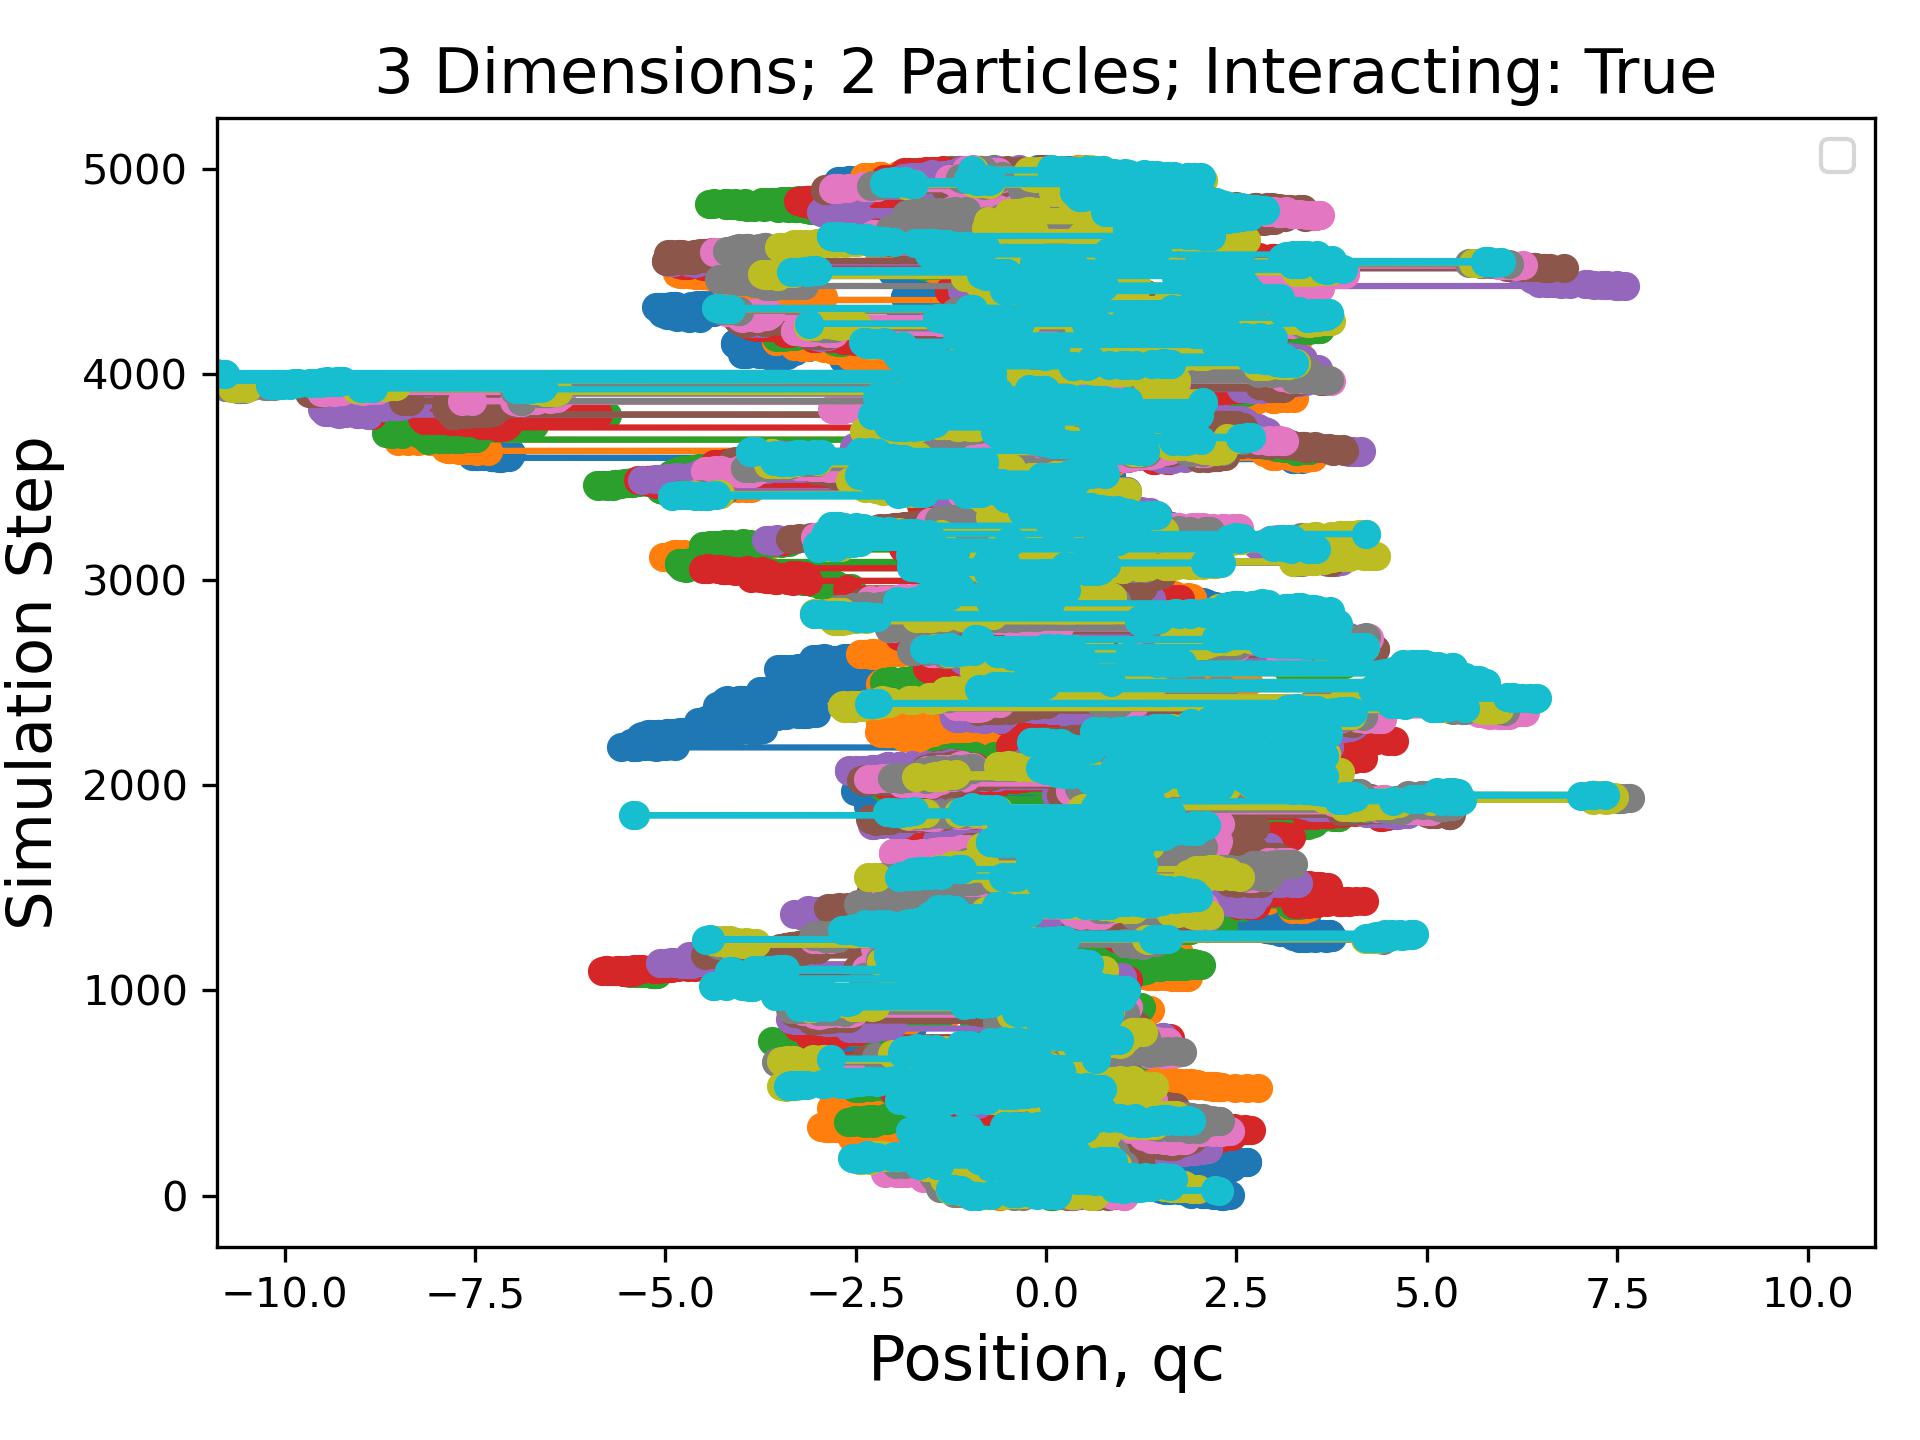 3 Dimensions; 2 Particles; Interacting: True
5000
4000
3000
2000
1000
0
Simulation Step
−10.0 −7.5 −5.0 −2.5 0.0 2.5 5.0 7.5 10.0
Position, qc